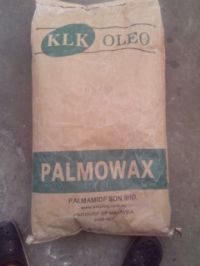 KLK OLEO
PALMOWAX
PALMAMIDE SDN BHD.
PRODUCT OF MALAYSIA